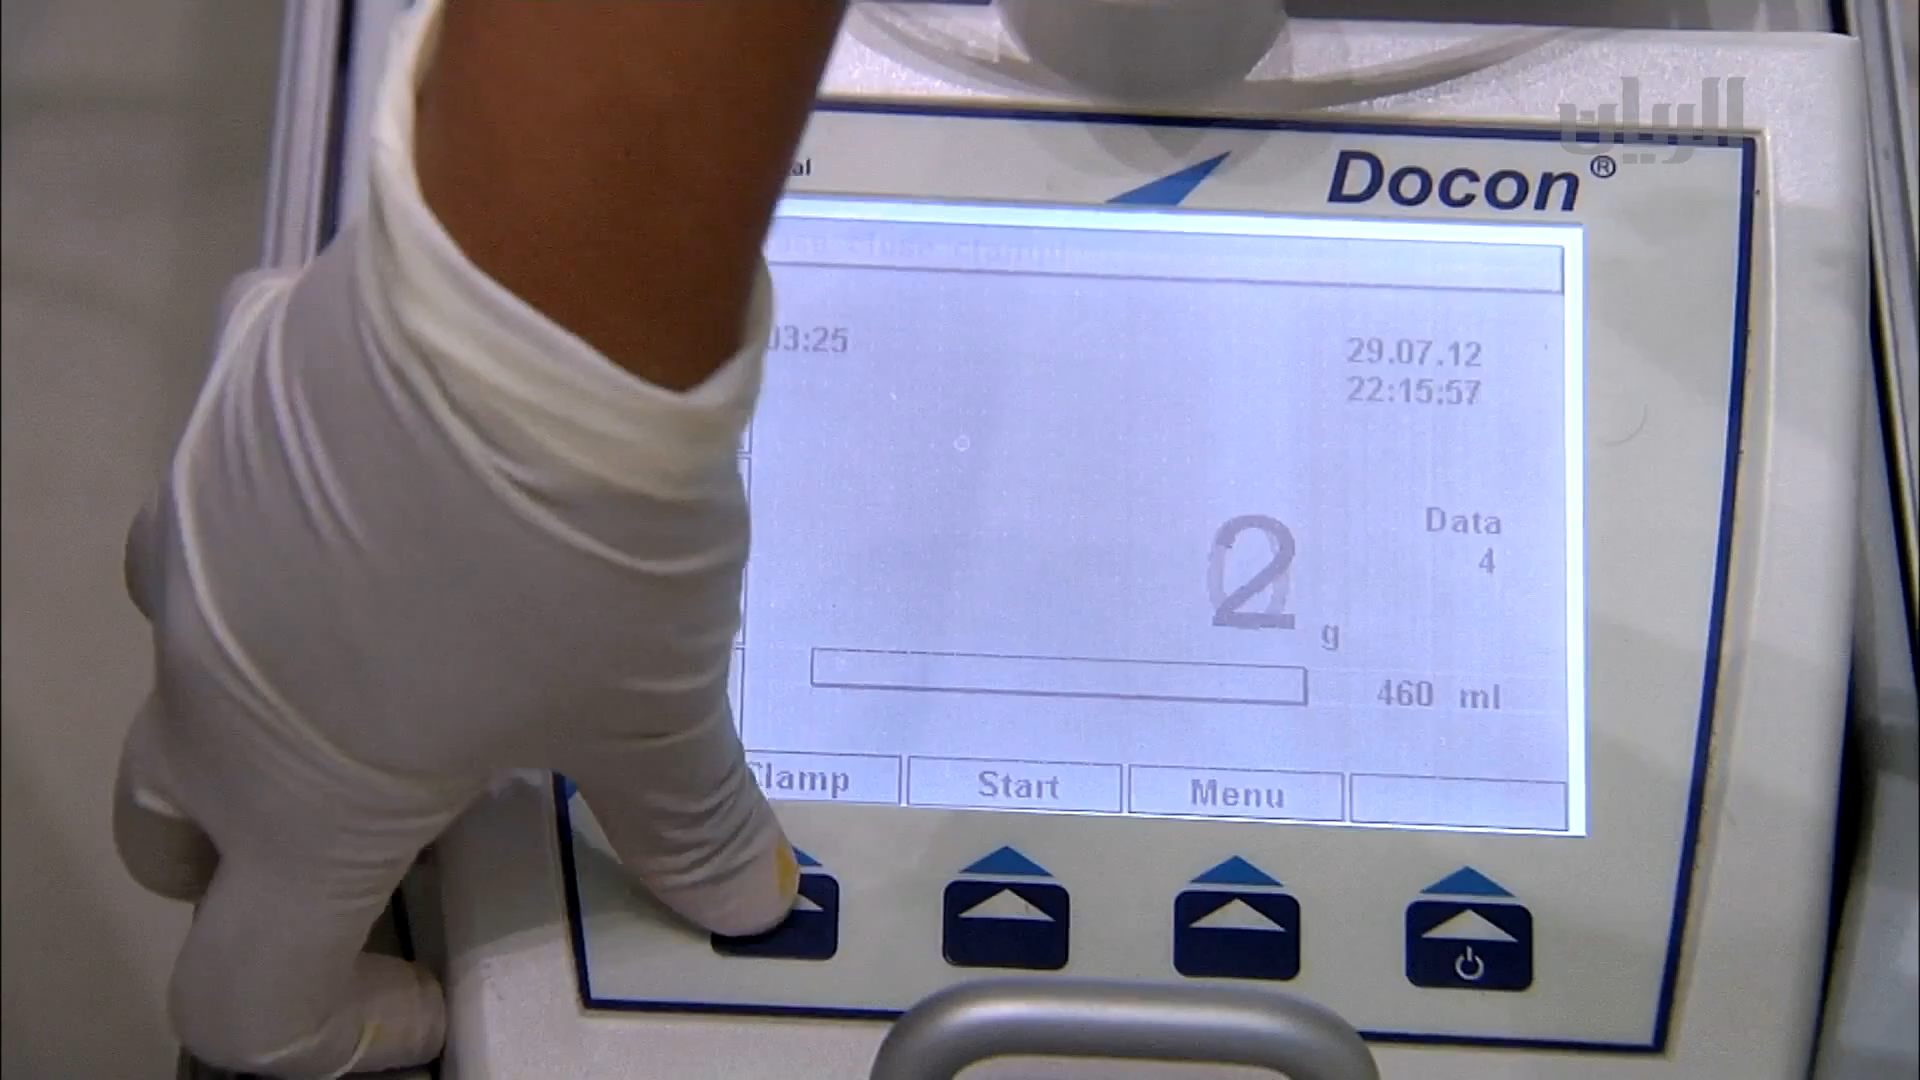 الريان
Docon®
03:25
29.07.12
22:15:57
Data
4
2
g
460 ml
Clamp
Start
Menu